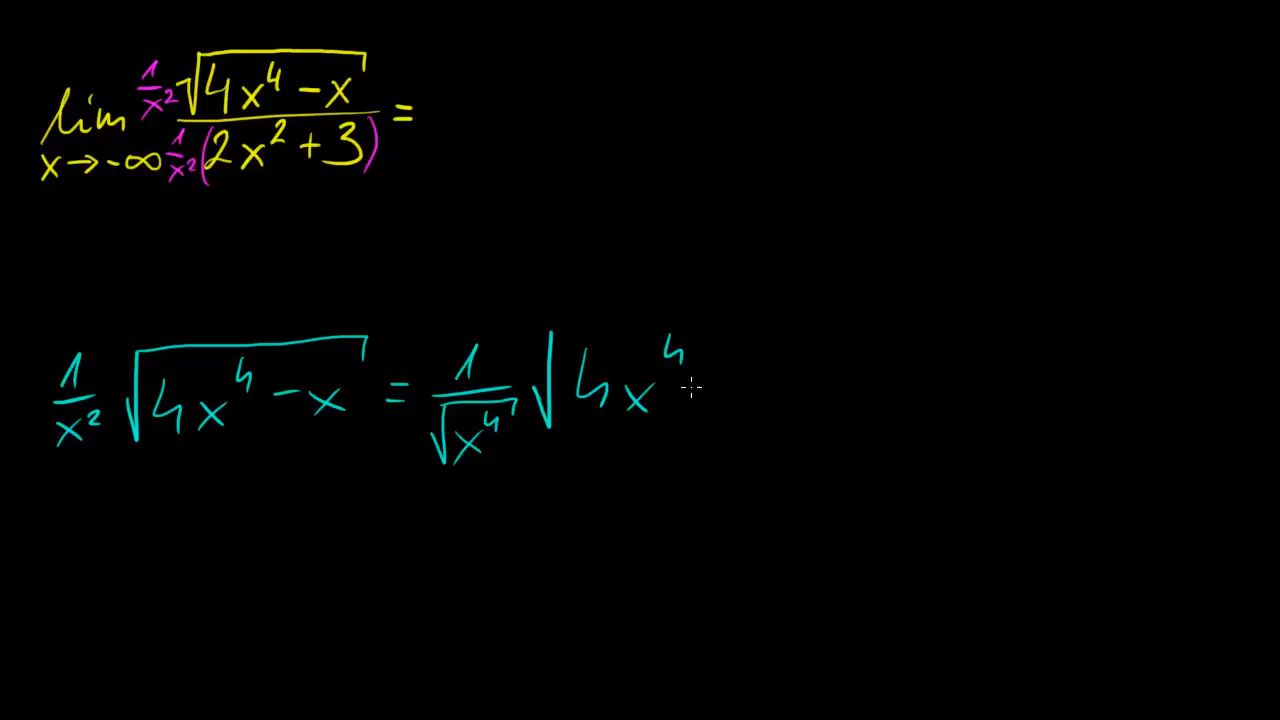 lim x→-∞ 1/x² √(4x⁴ - x) / 1/x² (2x² + 3) =
1/x² √(4x⁴ - x) = 1/√(x⁴) √4x⁴